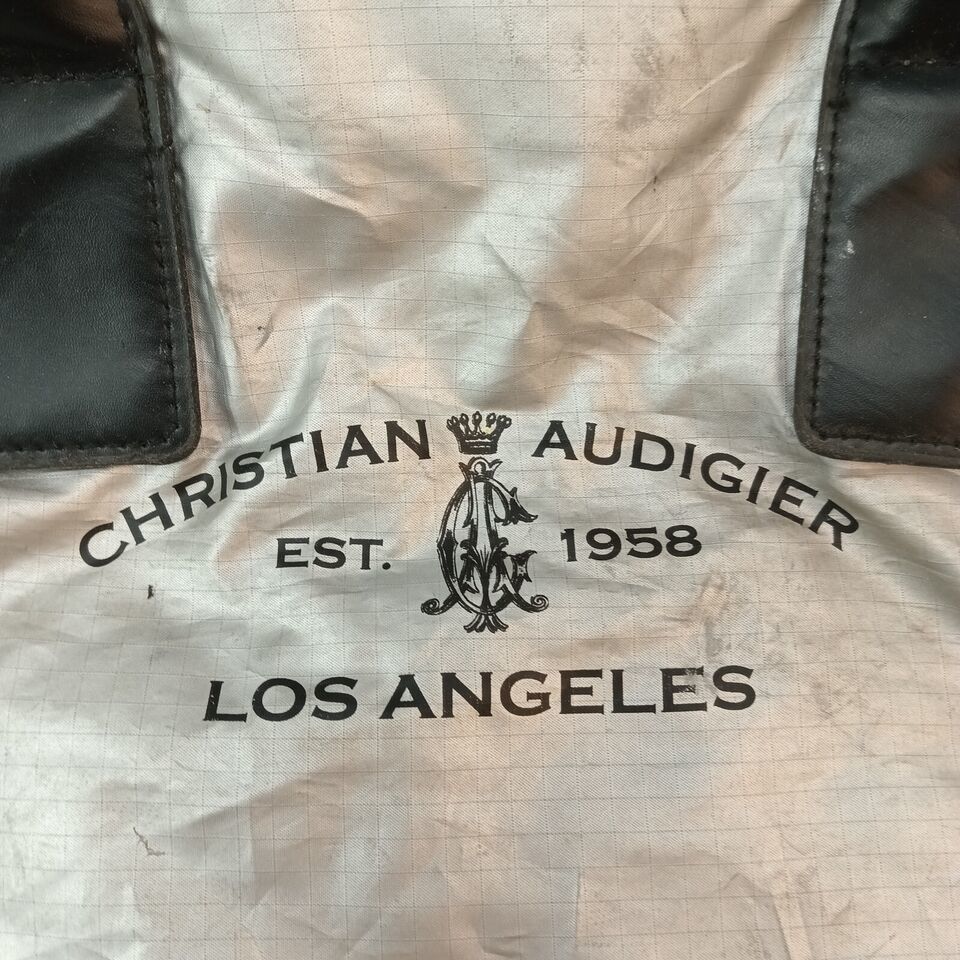 CHRISTIAN AUDIGIER
EST. 1958
LOS ANGELES